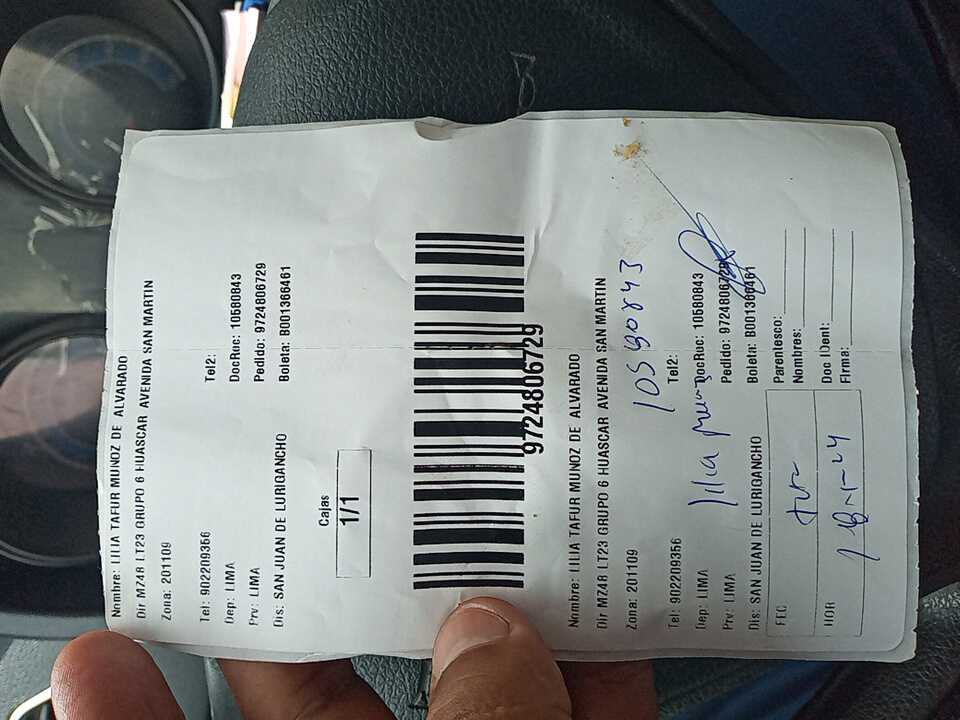 Nombre: LILIA TAFUR MUNOZ DE ALVARADO
Dir MZ48 LT23 GRUPO 6 HUASCAR AVENIDA SAN MARTIN
Zona: 201109
Tel: 902209356 Tel2:
Dep: LIMA DocRuc: 10580843
Prv: LIMA Pedido: 9724806729
Dis: SAN JUAN DE LURIGANCHO Boleta: B001366461
Cajas
1/1
9724806729
Nombre: LILIA TAFUR MUNOZ DE ALVARADO
Dir MZ48 LT23 GRUPO 6 HUASCAR AVENIDA SAN MARTIN
Zona: 201109
10580843
Tel: 902209356 Tel2:
Dep: LIMA DocRuc: 10580843
lilia
Prv: LIMA Pedido: 9724806729
Dis: SAN JUAN DE LURIGANCHO Boleta: B001366461
FEC Parentesco:
Nombres:
HOR Doc IDent:
Firma: